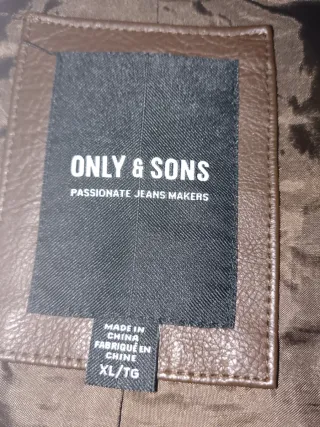 ONLY & SONS
PASSIONATE JEANS MAKERS
MADE IN
CHINA
FABRIQUÉ EN
CHINE
XL/TG